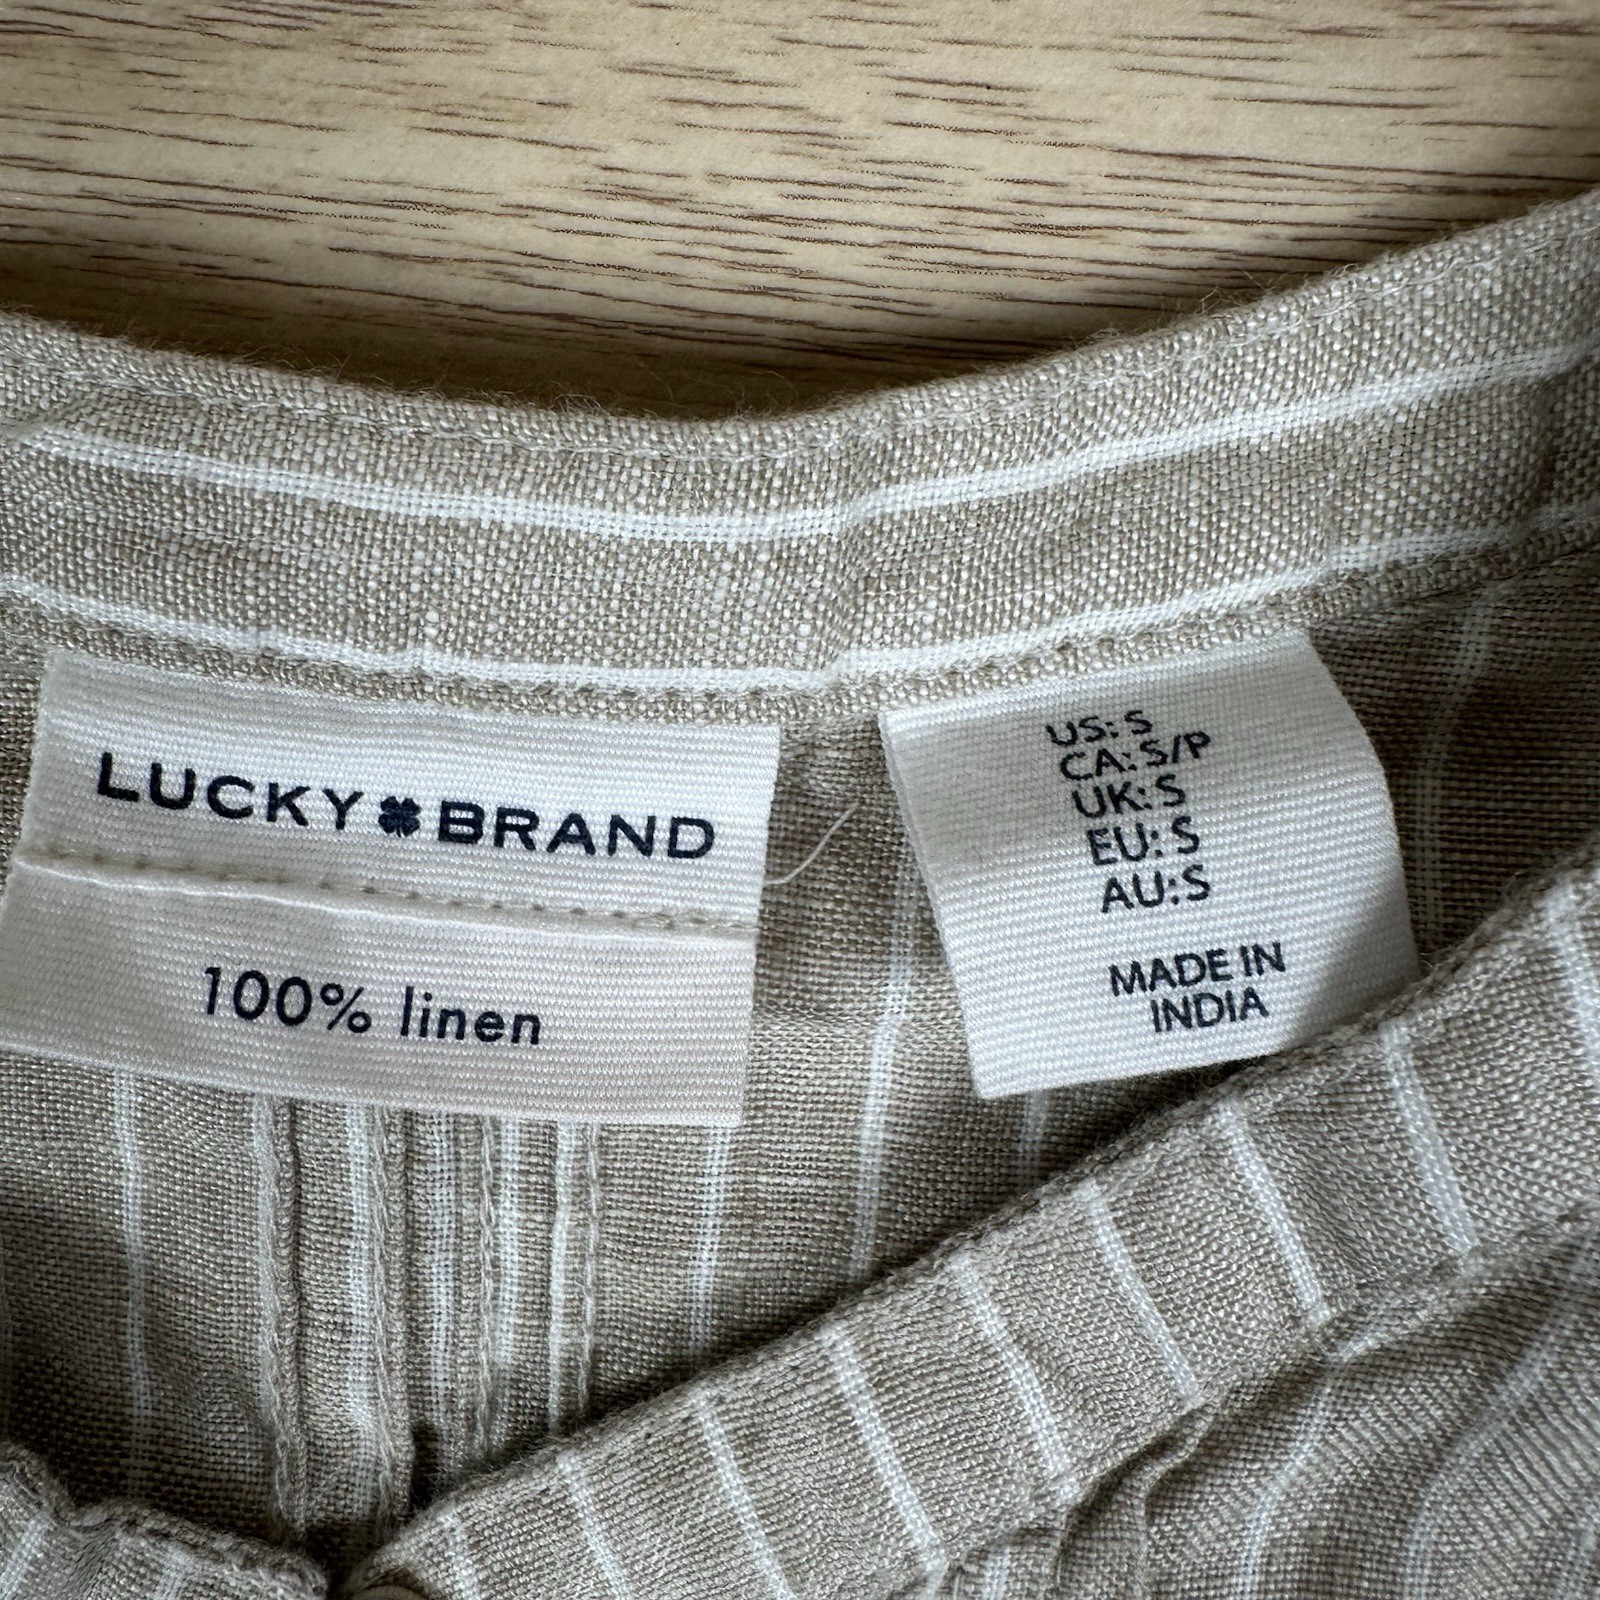 LUCKY BRAND
100% linen
US: S
CA: S/P
UK: S
EU: S
AU: S
MADE IN
INDIA